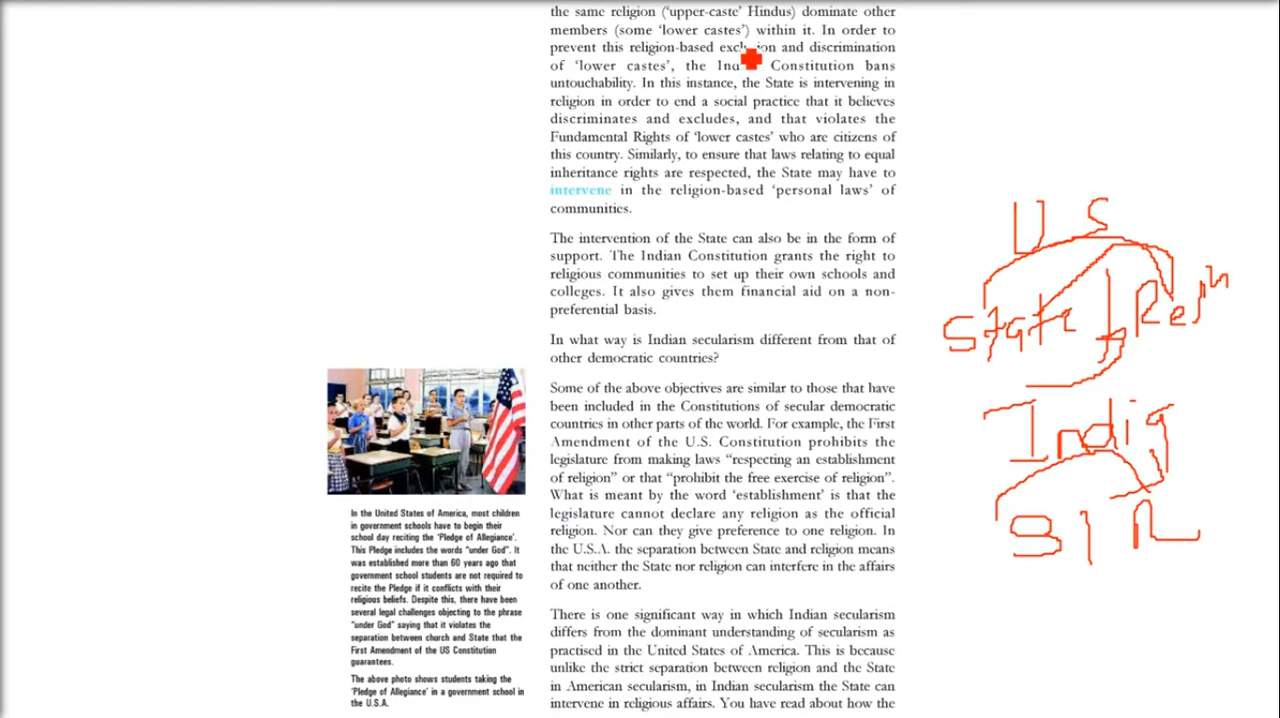 the same religion ('upper-caste' Hindus) dominate other
members (some 'lower castes') within it. In order to
prevent this religion-based and discrimination
of 'lower castes', the Constitution bans
untouchability. In this instance, the State is intervening in
religion in order to end a social practice that it believes
discriminates and excludes, and that violates the
Fundamental Rights of 'lower castes' who are citizens of
this country. Similarly, to ensure that laws relating to equal
inheritance rights are respected, the State may have to
intervene in the religion-based 'personal laws' of
communities.
The intervention of the State can also be in the form of
support. The Indian Constitution grants the right to
religious communities to set up their own schools and
colleges. It also gives them financial aid on a non-
preferential basis.
In what way is Indian secularism different from that of
other democratic countries?
Some of the above objectives are similar to those that have
been included in the Constitutions of secular democratic
countries in other parts of the world. For example, the First
Amendment of the U.S. Constitution prohibits the
legislature from making laws “respecting an establishment
of religion” or that “prohibit the free exercise of religion”.
What is meant by the word 'establishment' is that the
legislature cannot declare any religion as the official
religion. Nor can they give preference to one religion. In
the U.S.A. the separation between State and religion means
that neither the State nor religion can interfere in the affairs
of one another.
There is one significant way in which Indian secularism
differs from the dominant understanding of secularism as
practised in the United States of America. This is because
unlike the strict separation between religion and the State
in American secularism, in Indian secularism the State can
intervene in religious affairs. You have read about how the
In the United States of America, most children
in government schools have to begin their
school day reciting the 'Pledge of Allegiance'.
This Pledge includes the words "under God". It
was established more than 60 years ago that
government school students are not required to
recite the Pledge if it conflicts with their
religious beliefs. Despite this, there have been
several legal challenges objecting to the phrase
"under God" saying that it violates the
separation between church and State that the
First Amendment of the US Constitution
guarantees.
The above photo shows students taking the
'Pledge of Allegiance' in a government school in
the U.S.A.
U S
State
India